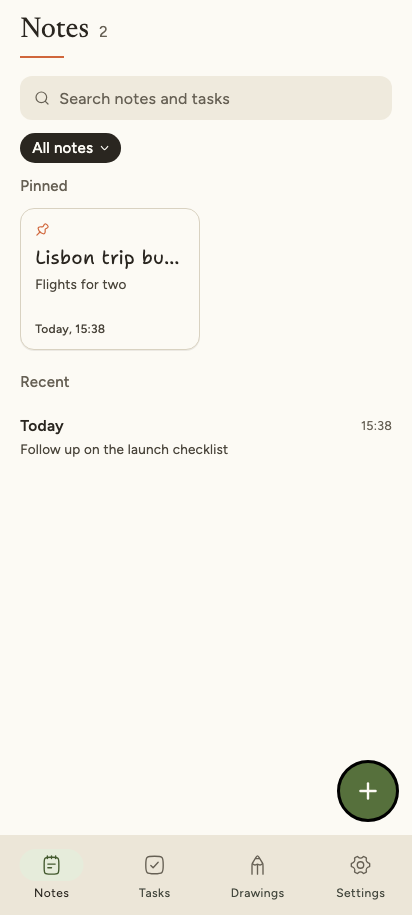 Notes 2
Search notes and tasks
All notes
Pinned
Lisbon trip bu...
Flights for two
Today, 15:38
Recent
Today 15:38
Follow up on the launch checklist
Notes Tasks Drawings Settings